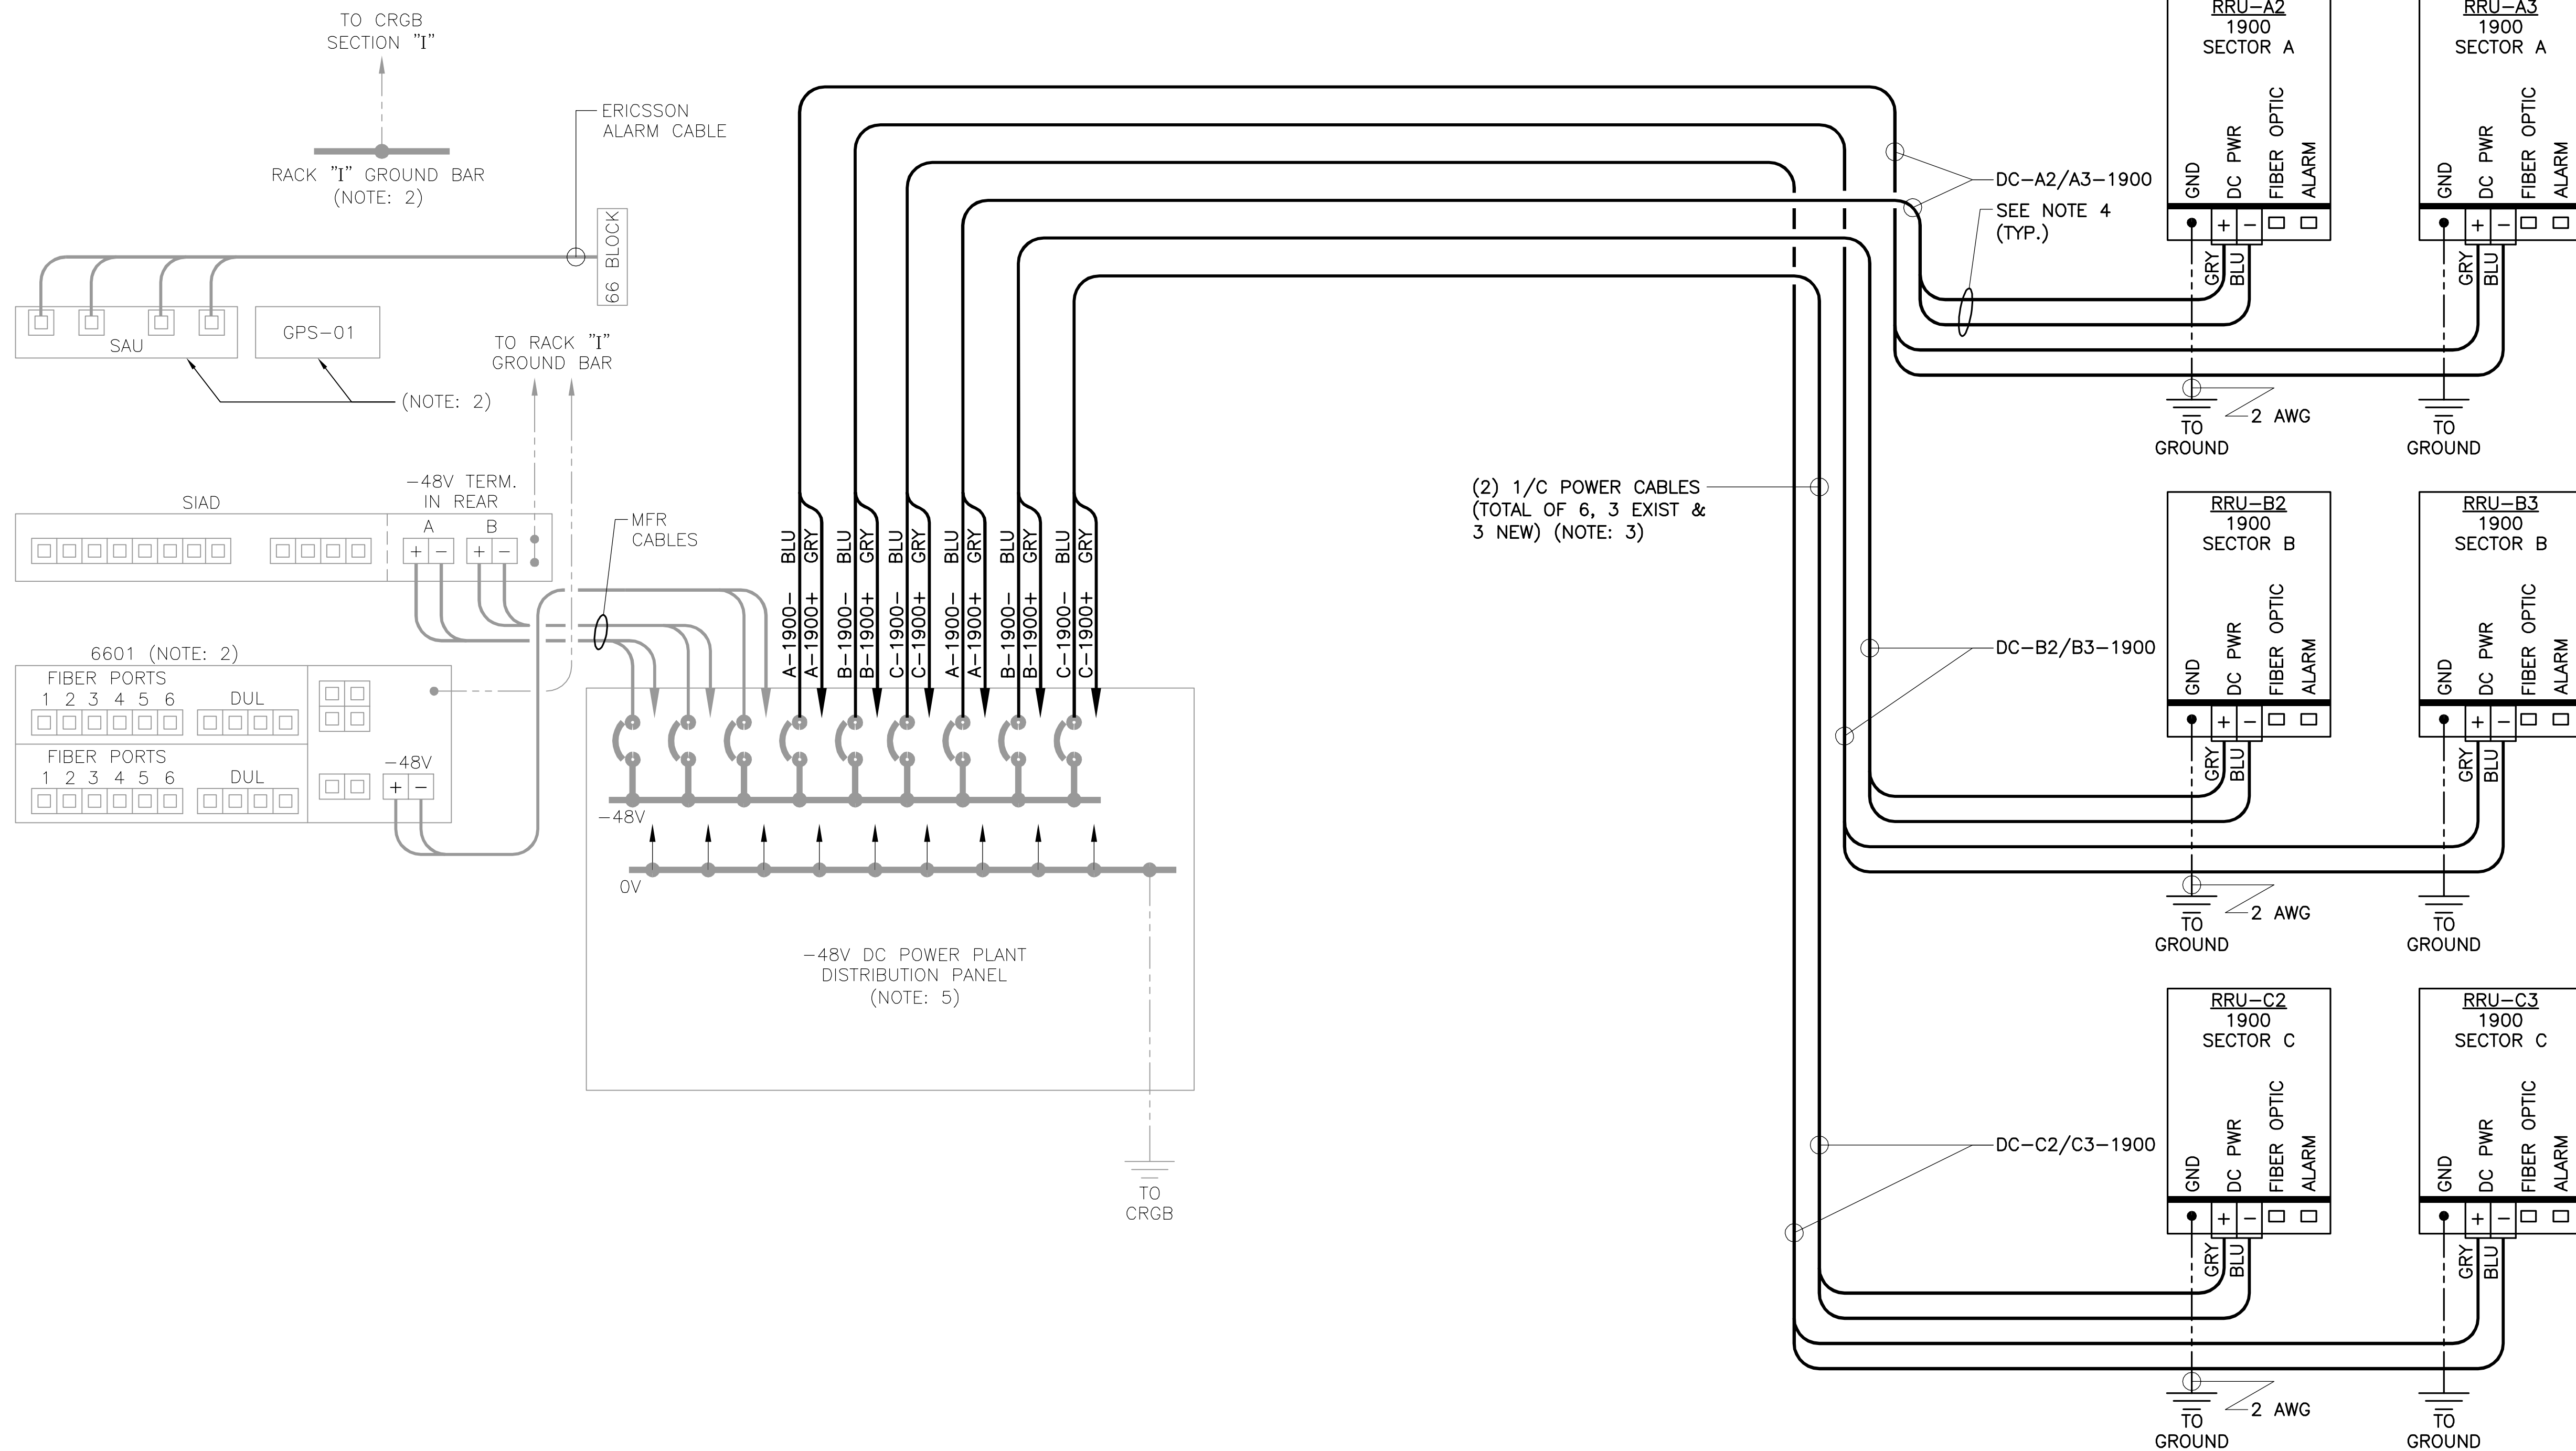 TO CRGB
SECTION "I"
RACK "I" GROUND BAR
(NOTE: 2)
ERICSSON
ALARM CABLE
66 BLOCK
SAU
GPS-01
(NOTE: 2)
TO RACK "I"
GROUND BAR
SIAD
-48V TERM.
IN REAR
A B
+ - + -
MFR
CABLES
6601 (NOTE: 2)
FIBER PORTS
1 2 3 4 5 6 DUL
FIBER PORTS
1 2 3 4 5 6 DUL
-48V
+ -
A-1900- BLU
A-1900+ GRY
B-1900- BLU
B-1900+ GRY
C-1900- BLU
C-1900+ GRY
A-1900- BLU
A-1900+ GRY
B-1900- BLU
B-1900+ GRY
C-1900- BLU
C-1900+ GRY
-48V
0V
-48V DC POWER PLANT
DISTRIBUTION PANEL
(NOTE: 5)
TO
CRGB
(2) 1/C POWER CABLES
(TOTAL OF 6, 3 EXIST &
3 NEW) (NOTE: 3)
DC-A2/A3-1900
SEE NOTE 4
(TYP.)
RRU-A2
1900
SECTOR A
GND
DC PWR
FIBER OPTIC
ALARM
+ -
GRY
BLU
2 AWG
TO
GROUND
RRU-A3
1900
SECTOR A
GND
DC PWR
FIBER OPTIC
ALARM
+ -
GRY
BLU
TO
GROUND
DC-B2/B3-1900
RRU-B2
1900
SECTOR B
GND
DC PWR
FIBER OPTIC
ALARM
+ -
GRY
BLU
2 AWG
TO
GROUND
RRU-B3
1900
SECTOR B
GND
DC PWR
FIBER OPTIC
ALARM
+ -
GRY
BLU
TO
GROUND
DC-C2/C3-1900
RRU-C2
1900
SECTOR C
GND
DC PWR
FIBER OPTIC
ALARM
+ -
GRY
BLU
2 AWG
TO
GROUND
RRU-C3
1900
SECTOR C
GND
DC PWR
FIBER OPTIC
ALARM
+ -
GRY
BLU
TO
GROUND